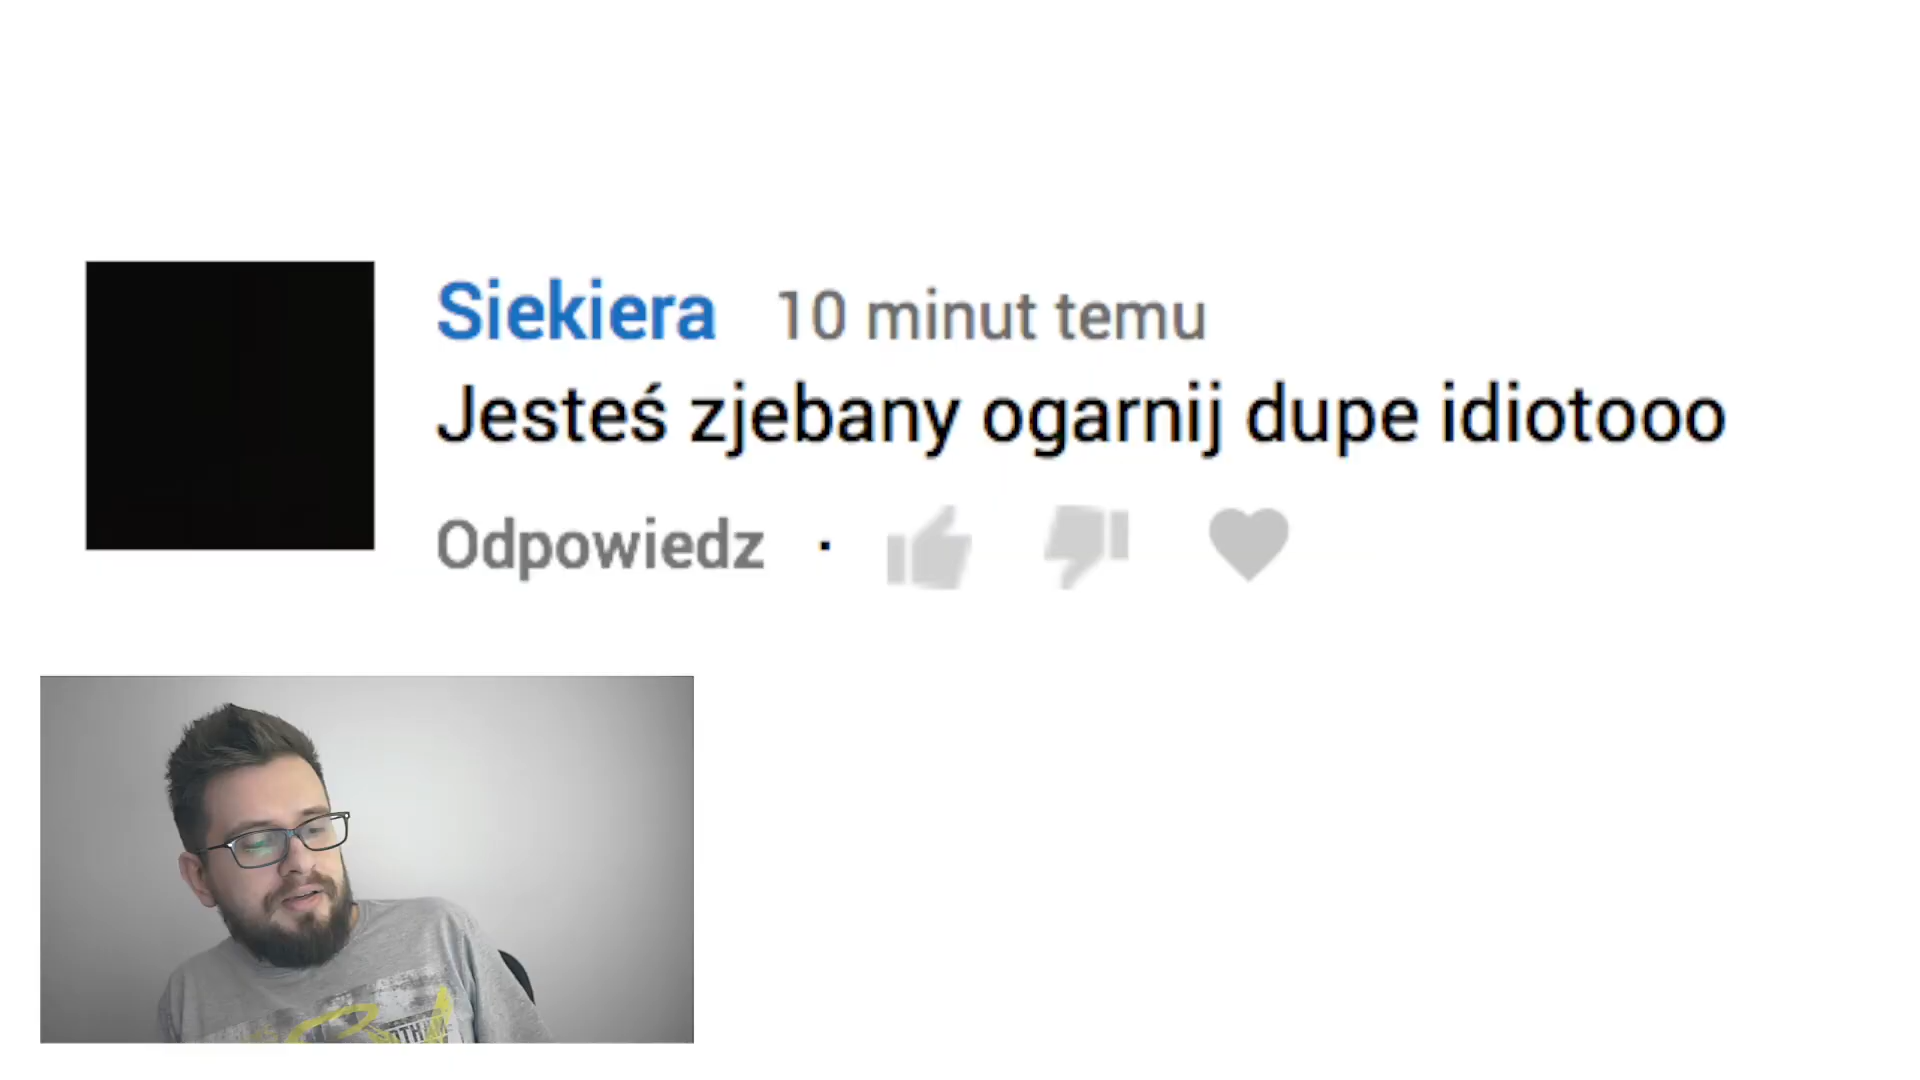 Siekiera 10 minut temu
Jesteś zjebany ogarnij dupe idiotooo
Odpowiedz ·